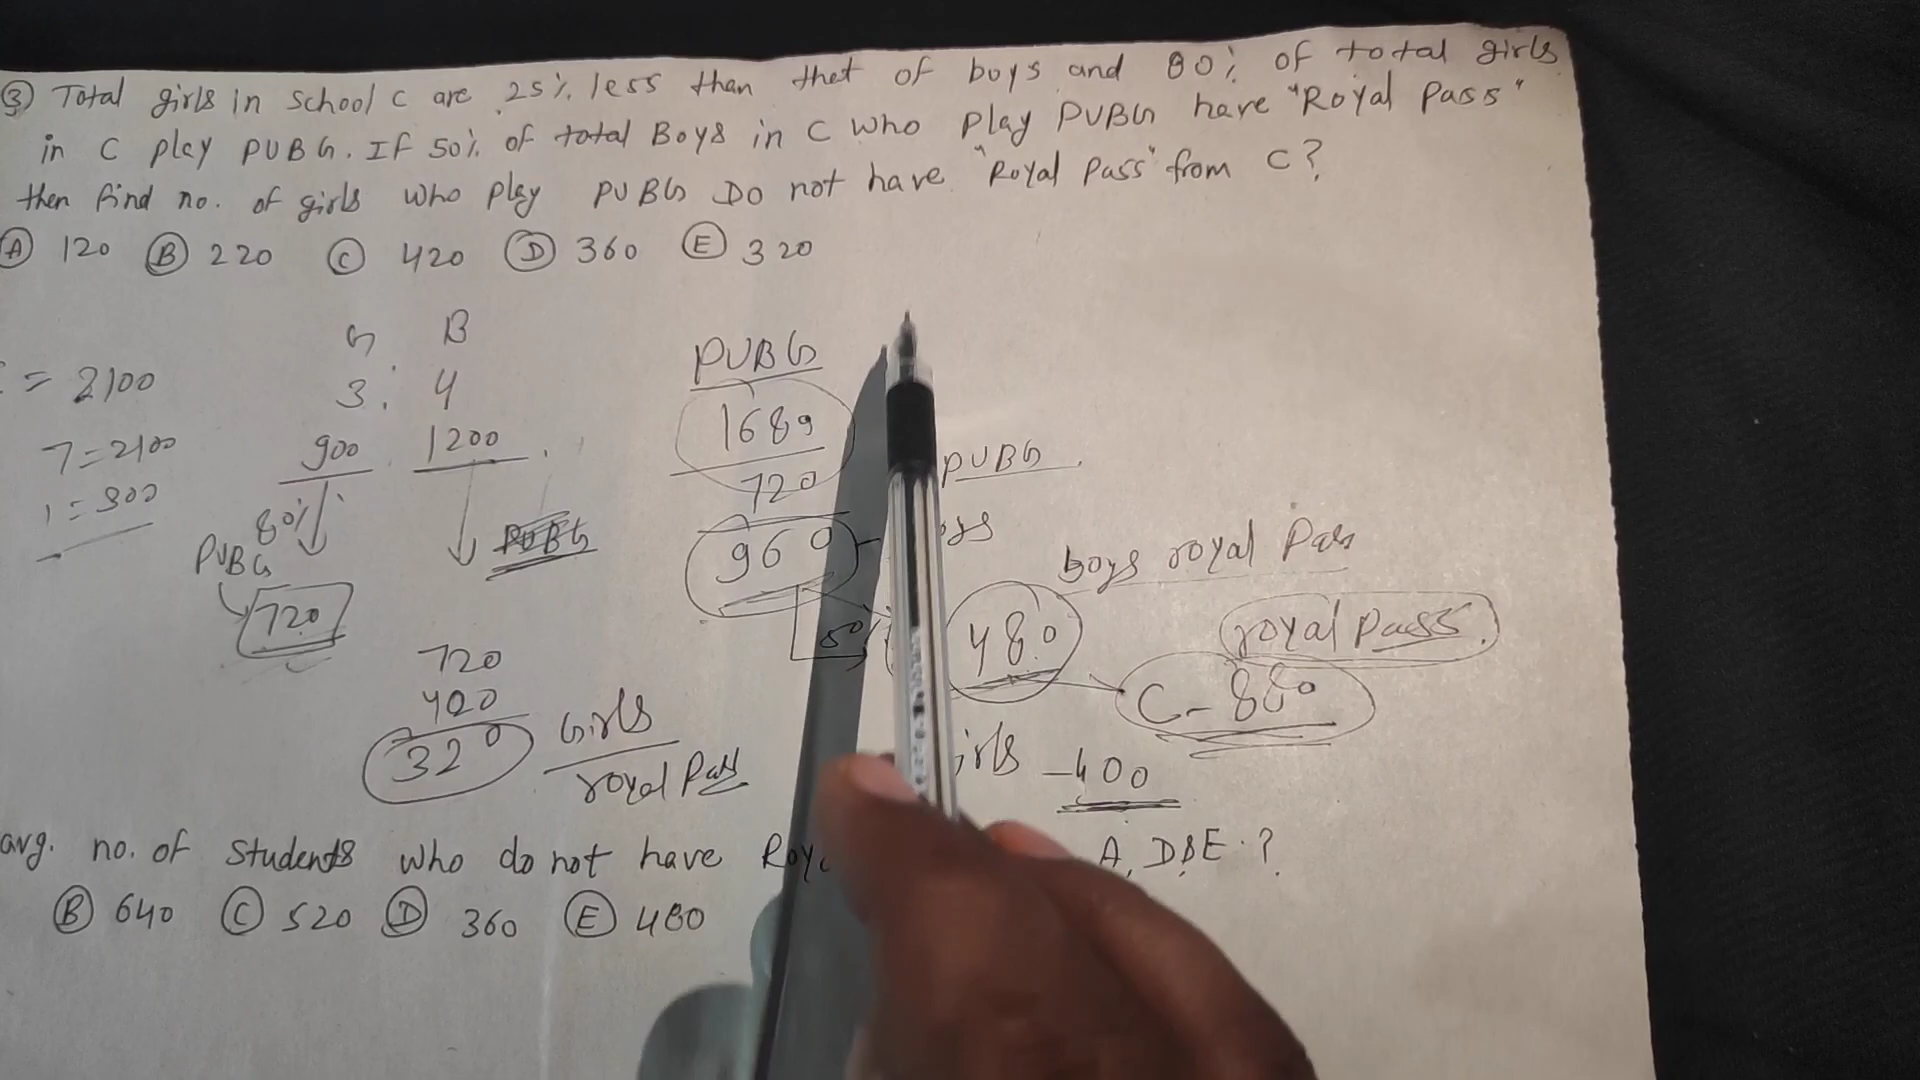 ③ Total girls in school C are 25% less than that of boys and 80% of total girls
in C play PUBG. If 50% of total Boys in C who play PUBG have "Royal Pass"
then find no. of girls who play PUBG Do not have "Royal Pass" from C?
Ⓐ 120 Ⓑ 220 Ⓒ 420 Ⓓ 360 Ⓔ 320
G B
= 2100 3 : 4
7 = 2100 900 1200
1 = 300
80%
PUBG PUBG
720
PUBG
1680
720
960
PUBG
50%
480
boys royal Pass
royal Pass
C - 880
girls - 400
720
400
320 Girls
royal Pass
avg. no. of students who do not have A, D & E ?
Ⓑ 640 Ⓒ 520 Ⓓ 360 Ⓔ 480